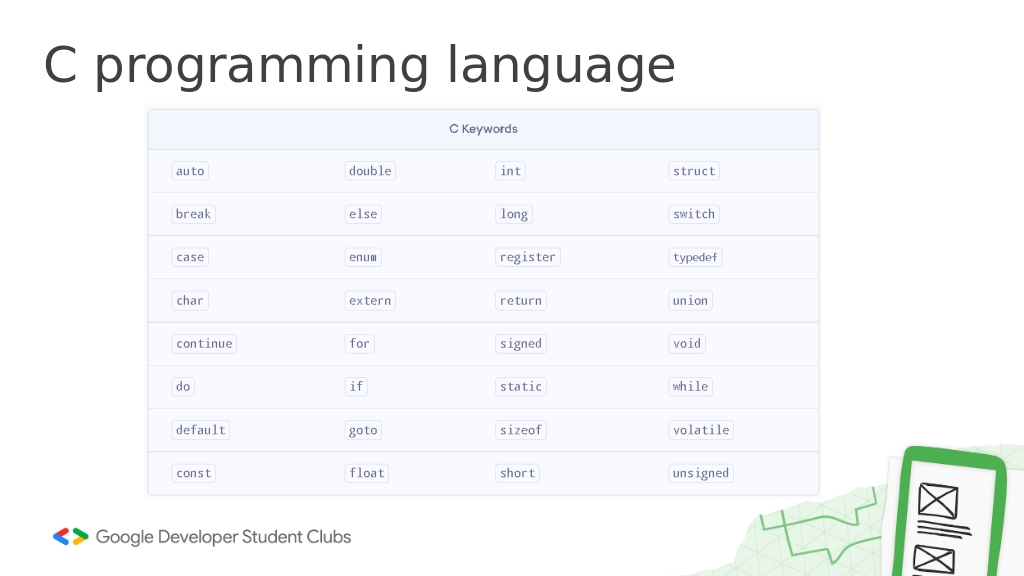 C programming language
C Keywords
auto double int struct
break else long switch
case enum register typedef
char extern return union
continue for signed void
do if static while
default goto sizeof volatile
const float short unsigned
Google Developer Student Clubs